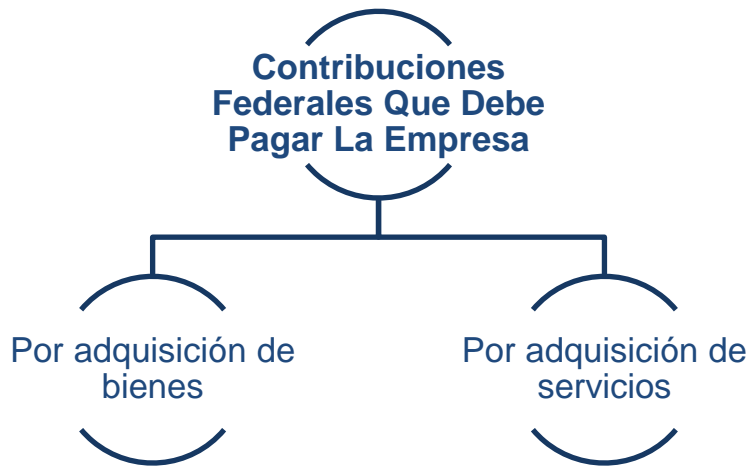 Contribuciones
Federales Que Debe
Pagar La Empresa
Por adquisición de
bienes
Por adquisición de
servicios